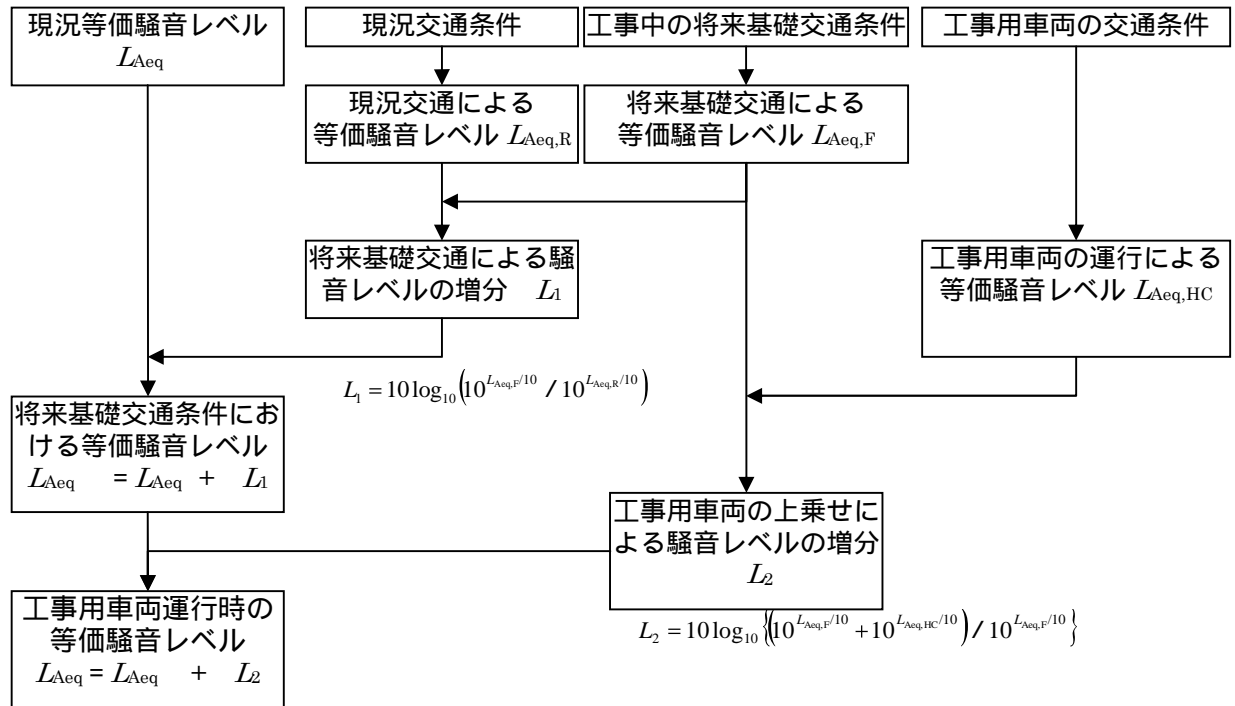 現況等価騒音レベル
LAeq
現況交通条件
工事中の将来基礎交通条件
工事用車両の交通条件
現況交通による
等価騒音レベル LAeq,R
将来基礎交通による
等価騒音レベル LAeq,F
将来基礎交通による騒
音レベルの増分 L1
工事用車両の運行による
等価騒音レベル LAeq,HC
L1 = 10 log10(10^LAeq,F/10 / 10^LAeq,R/10)
将来基礎交通条件にお
ける等価騒音レベル
LAeq = LAeq + L1
工事用車両の上乗せに
よる騒音レベルの増分
L2
L2 = 10 log10{(10^LAeq,F/10 + 10^LAeq,HC/10) / 10^LAeq,F/10}
工事用車両運行時の
等価騒音レベル
LAeq = LAeq + L2